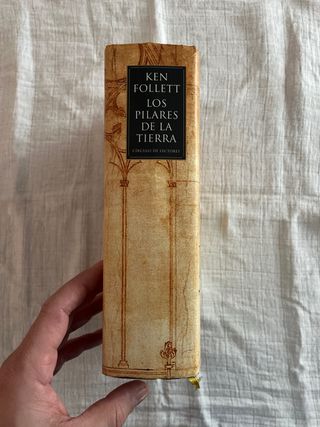 KEN
FOLLETT
LOS
PILARES
DE LA
TIERRA
CÍRCULO DE LECTORES